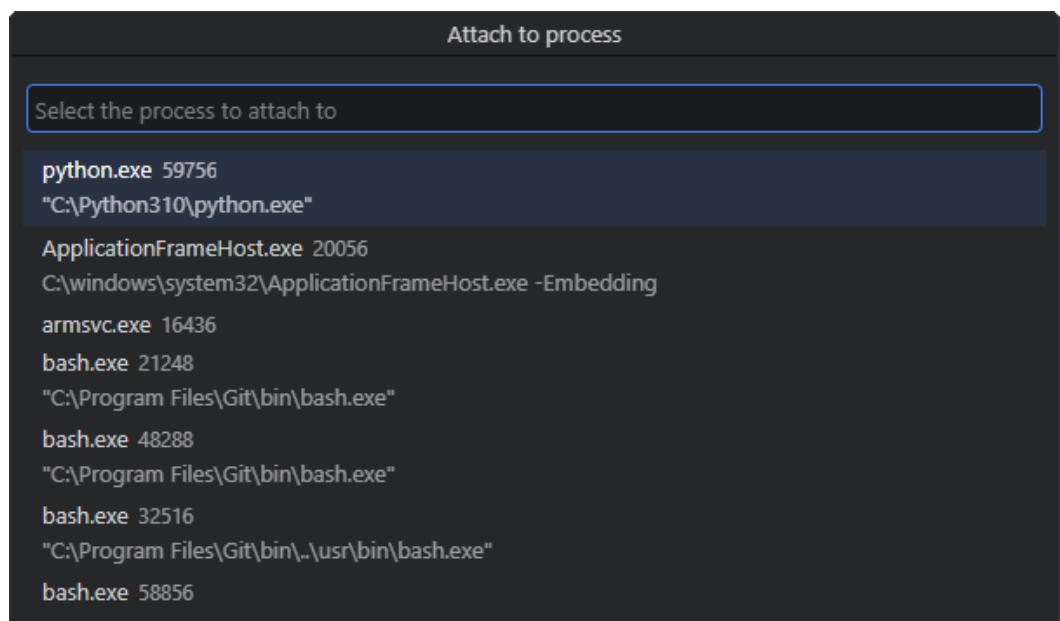 Attach to process
Select the process to attach to
python.exe 59756
"C:\Python310\python.exe"
ApplicationFrameHost.exe 20056
C:\windows\system32\ApplicationFrameHost.exe -Embedding
armsvc.exe 16436
bash.exe 21248
"C:\Program Files\Git\bin\bash.exe"
bash.exe 48288
"C:\Program Files\Git\bin\bash.exe"
bash.exe 32516
"C:\Program Files\Git\bin\..\usr\bin\bash.exe"
bash.exe 58856